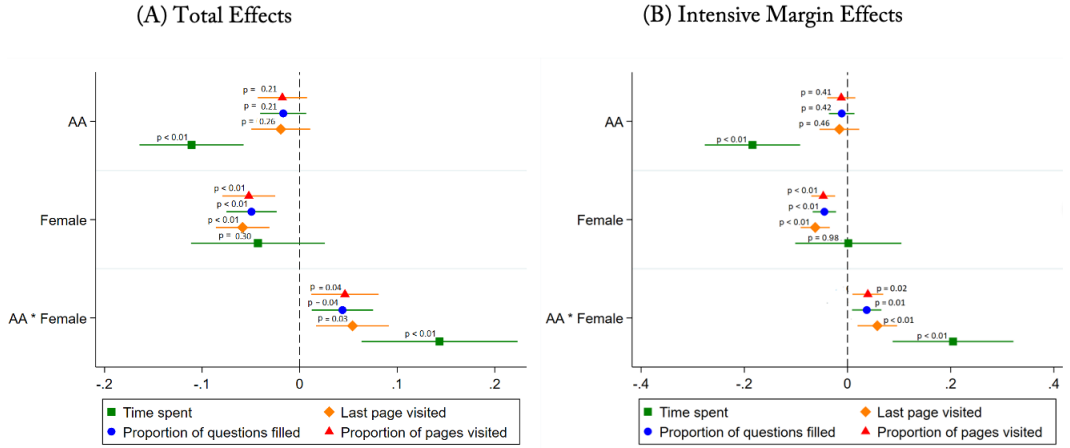 (A) Total Effects
(B) Intensive Margin Effects
AA
p = 0.21
p = 0.21
p = 0.26
p < 0.01
Female
p < 0.01
p < 0.01
p < 0.01
p = 0.30
AA * Female
p = 0.04
p = 0.04
p = 0.03
p < 0.01
-.2 -.1 0 .1 .2
Time spent Last page visited
Proportion of questions filled Proportion of pages visited
AA
p = 0.41
p = 0.42
p = 0.46
p < 0.01
Female
p < 0.01
p < 0.01
p < 0.01
p = 0.98
AA * Female
p = 0.02
p = 0.01
p < 0.01
p < 0.01
-.4 -.2 0 .2 .4
Time spent Last page visited
Proportion of questions filled Proportion of pages visited